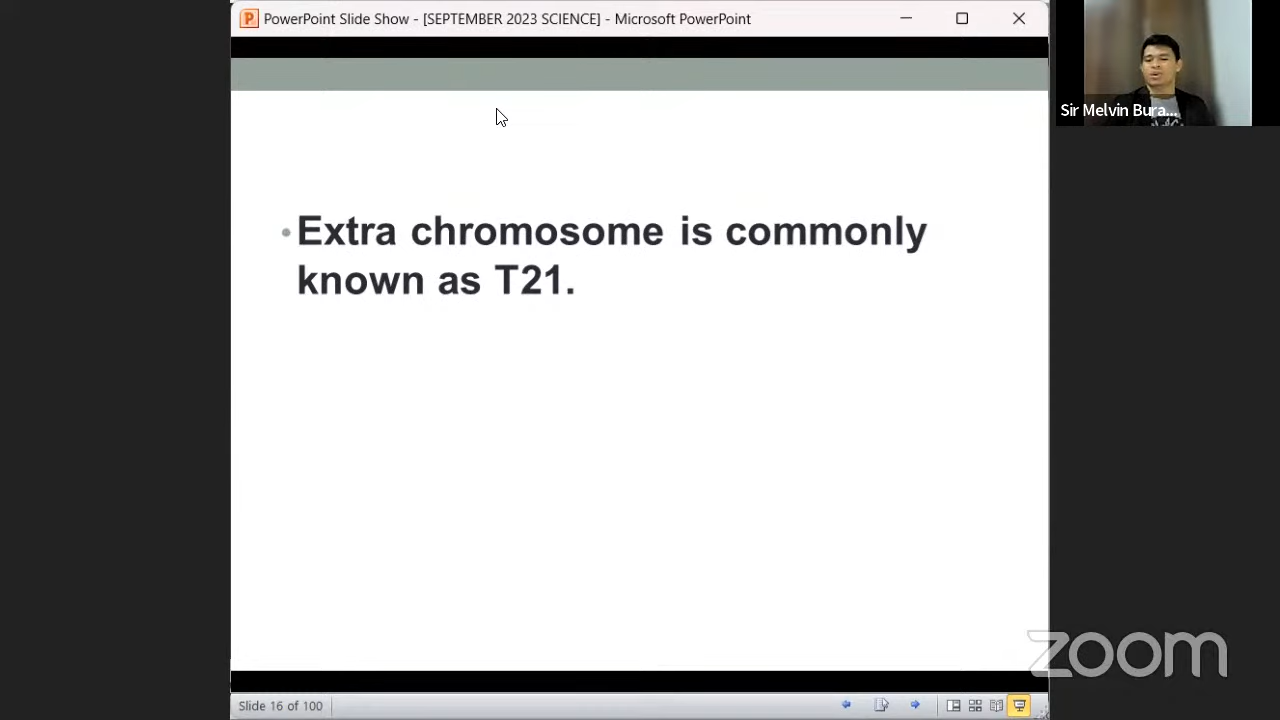 PowerPoint Slide Show - [SEPTEMBER 2023 SCIENCE] - Microsoft PowerPoint
Sir Melvin Bura...
• Extra chromosome is commonly
known as T21.
zoom
Slide 16 of 100